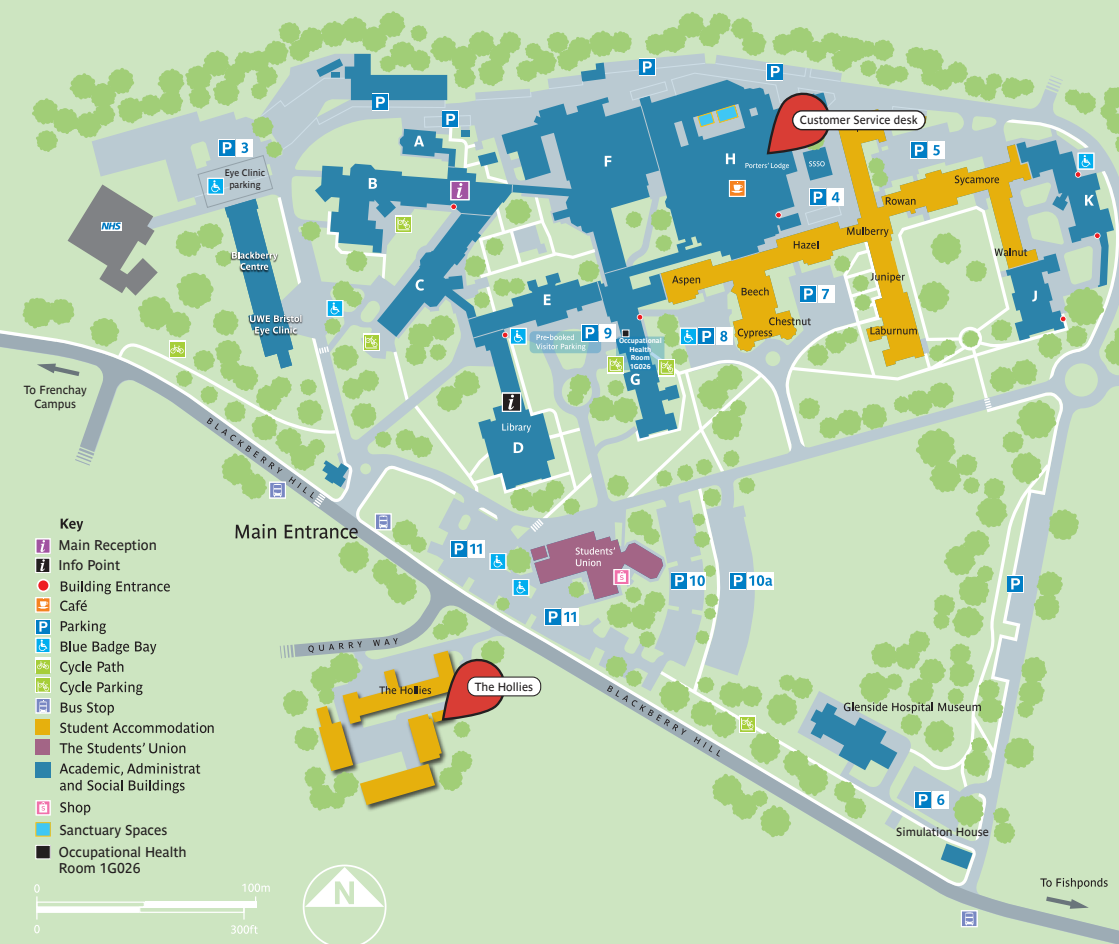 P
P
P
P
Customer Service desk
A
P 3
F
H
Porters' Lodge
SSSO
P 5
Eye Clinic
parking
B
i
Sycamore
K
P 4
Rowan
NHS
Mulberry
Hazel
Blackberry
Centre
Walnut
C
Aspen
Juniper
E
Beech
P 7
J
UWE Bristol
Eye Clinic
Chestnut
Cypress
Laburnum
Pre-booked
Visitor Parking
P 9
Occupational
Health
Room
1G026
P 8
G
To Frenchay
Campus
i
Library
D
BLACKBERRY HILL
Main Entrance
P 11
Students'
Union
S
P 10
P 10a
P
P 11
QUARRY WAY
The Hollies
The Hollies
BLACKBERRY HILL
Glenside Hospital Museum
P 6
Simulation House
To Fishponds
Key
i Main Reception
i Info Point
Building Entrance
Café
P Parking
Blue Badge Bay
Cycle Path
Cycle Parking
Bus Stop
Student Accommodation
The Students' Union
Academic, Administrat
and Social Buildings
S Shop
Sanctuary Spaces
Occupational Health
Room 1G026
0 100m
0 300ft
N